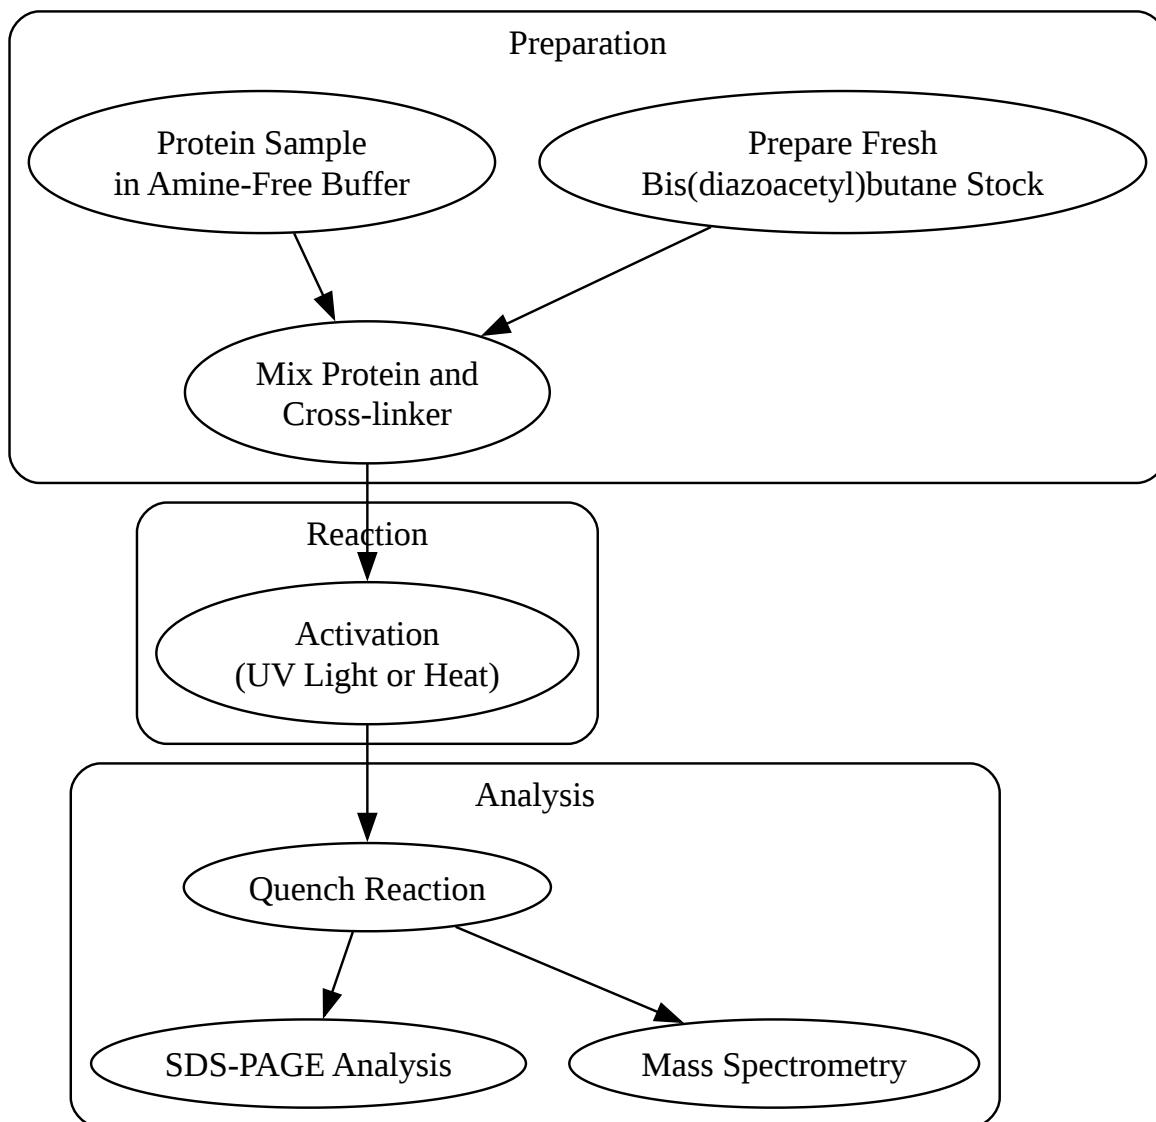 Preparation
Protein Sample
in Amine-Free Buffer
Prepare Fresh
Bis(diazoacetyl)butane Stock
Mix Protein and
Cross-linker
Reaction
Activation
(UV Light or Heat)
Analysis
Quench Reaction
SDS-PAGE Analysis
Mass Spectrometry